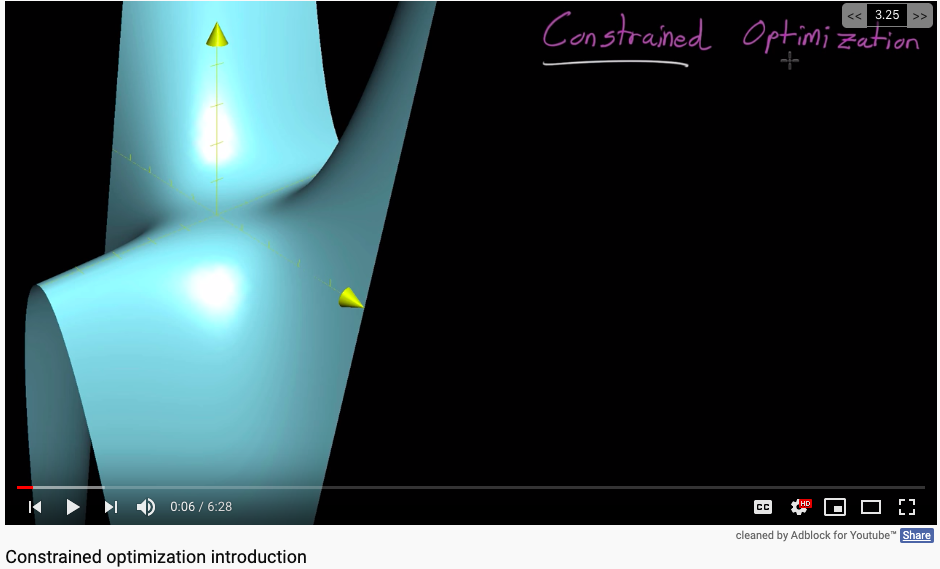 << 3.25 >>
Constrained Optimization
0:06 / 6:28
CC
HD
cleaned by Adblock for Youtube™ Share
Constrained optimization introduction